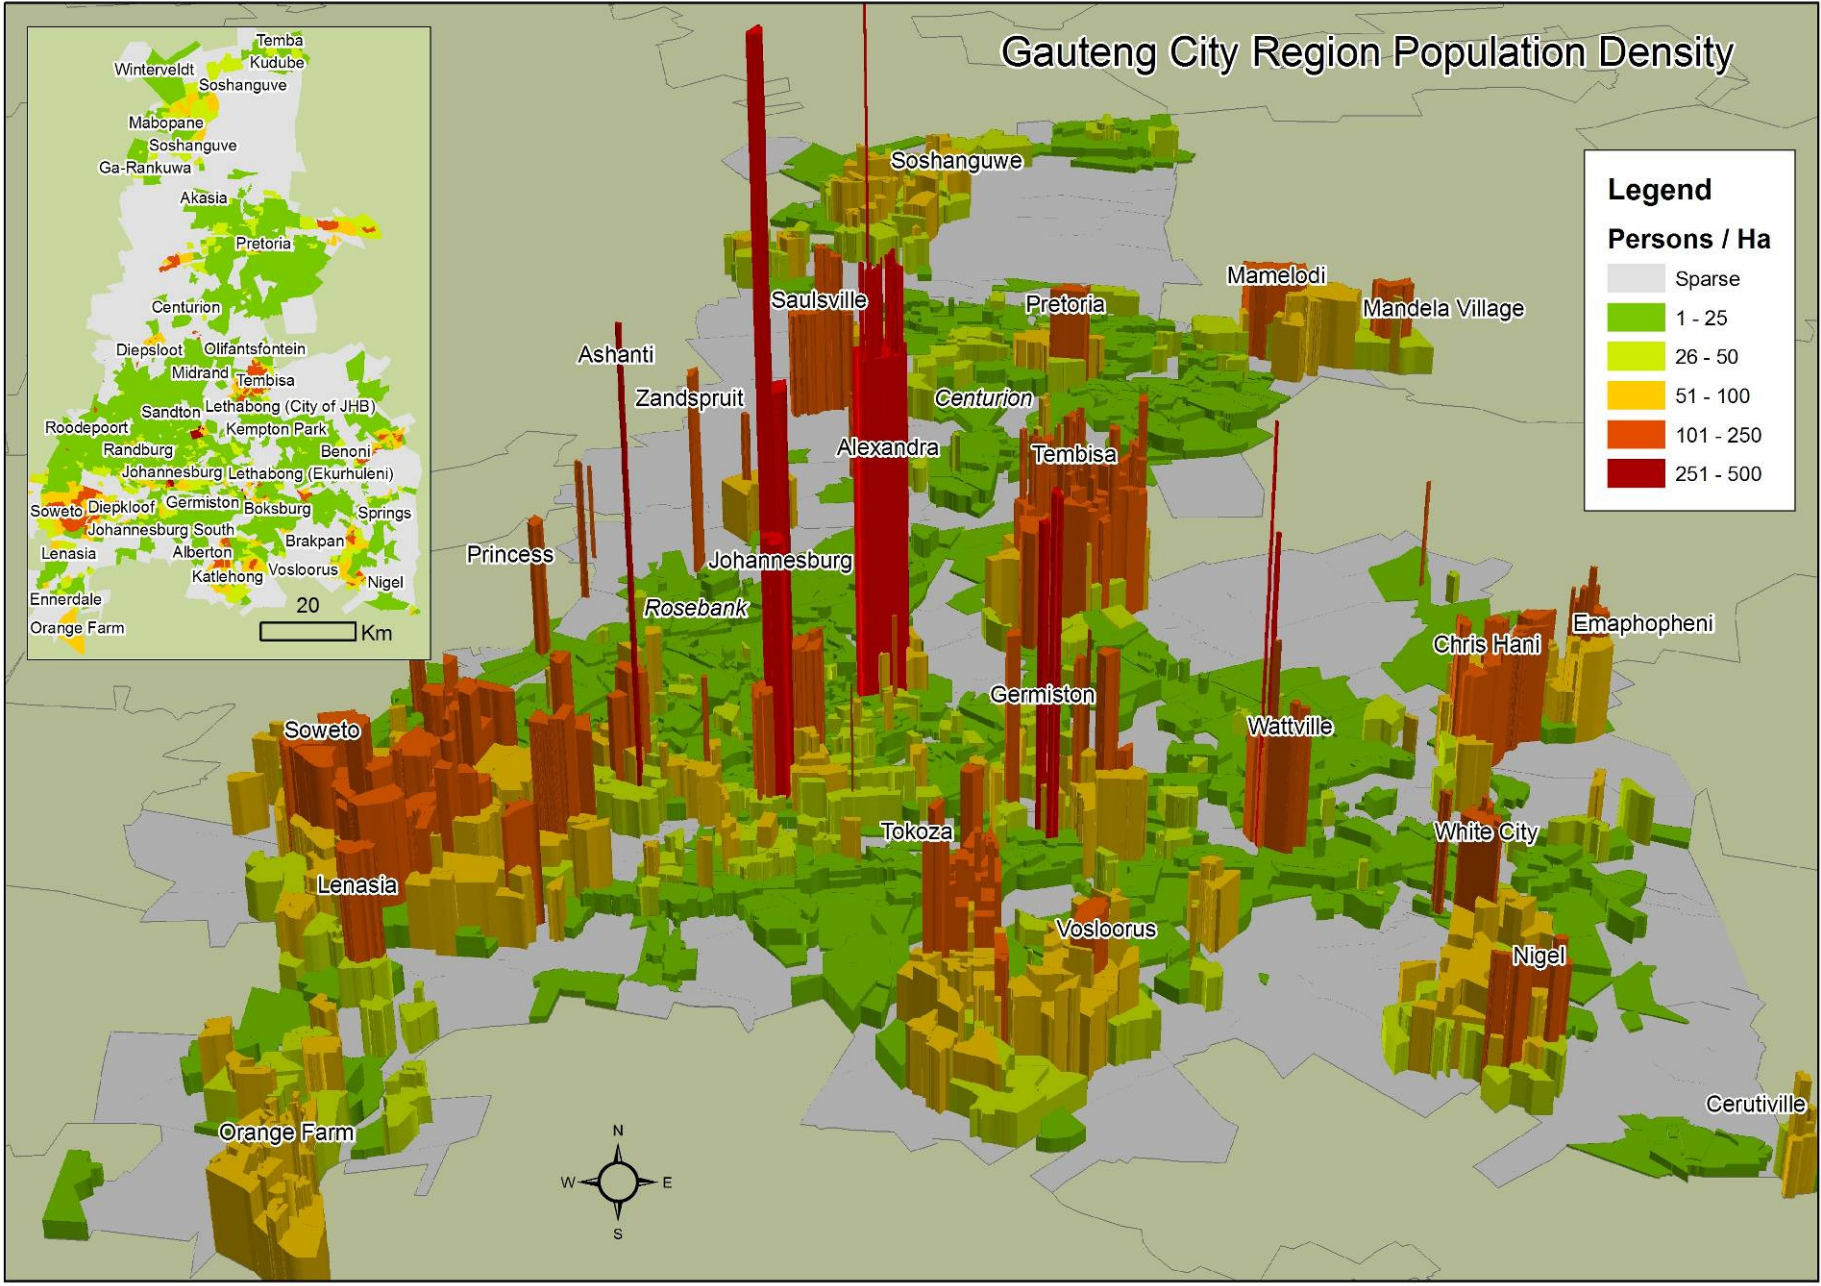 Gauteng City Region Population Density
Temba
Kudube
Winterveldt
Soshanguve
Mabopane
Soshanguve
Ga-Rankuwa
Akasia
Pretoria
Centurion
Diepsloot
Olifantsfontein
Midrand
Tembisa
Sandton
Lethabong (City of JHB)
Roodepoort
Kempton Park
Randburg
Benoni
Johannesburg
Lethabong (Ekurhuleni)
Soweto
Diepkloof
Germiston
Boksburg
Springs
Johannesburg South
Brakpan
Lenasia
Alberton
Vosloorus
Katlehong
Nigel
Ennerdale
Orange Farm
20
Km
Legend
Persons / Ha
Sparse
1 - 25
26 - 50
51 - 100
101 - 250
251 - 500
Soshanguwe
Saulsville
Pretoria
Mamelodi
Mandela Village
Ashanti
Zandspruit
Centurion
Alexandra
Tembisa
Princess
Johannesburg
Rosebank
Emaphopheni
Chris Hani
Germiston
Soweto
Wattville
Tokoza
White City
Lenasia
Vosloorus
Nigel
Cerutiville
Orange Farm
N
W
E
S